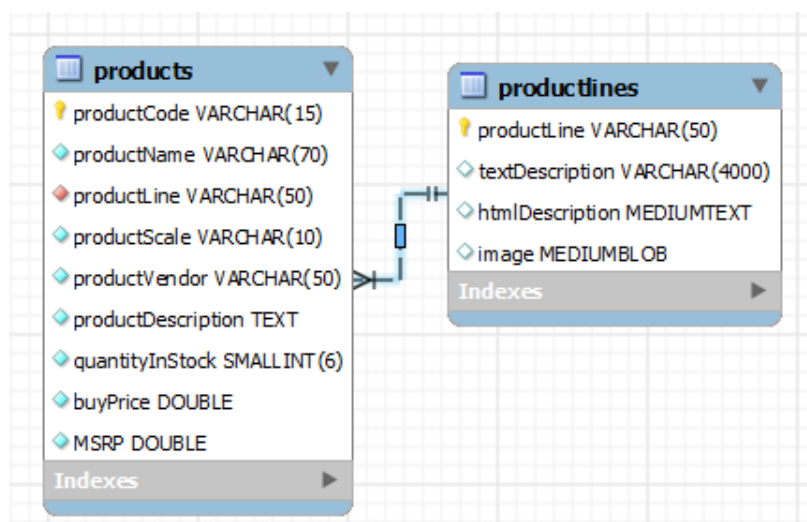 products
productCode VARCHAR(15)
productName VARCHAR(70)
productLine VARCHAR(50)
productScale VARCHAR(10)
productVendor VARCHAR(50)
productDescription TEXT
quantityInStock SMALLINT(6)
buyPrice DOUBLE
MSRP DOUBLE
Indexes
productlines
productLine VARCHAR(50)
textDescription VARCHAR(4000)
htmlDescription MEDIUMTEXT
image MEDIUMBLOB
Indexes